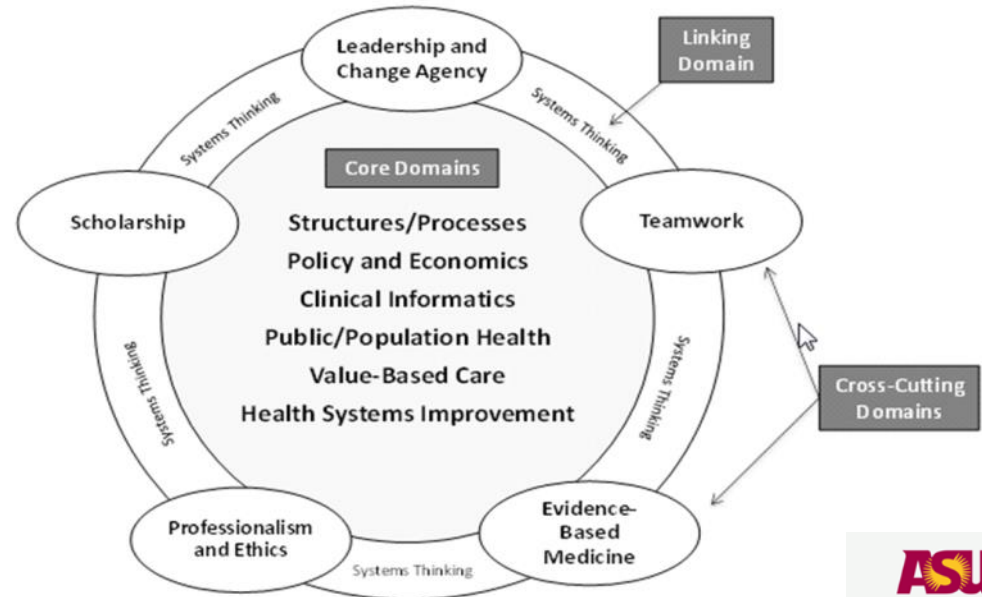 Leadership and
Change Agency
Linking
Domain
Systems Thinking
Systems Thinking
Core Domains
Scholarship
Structures/Processes
Teamwork
Policy and Economics
Clinical Informatics
Public/Population Health
Value-Based Care
Health Systems Improvement
Systems Thinking
Systems Thinking
Cross-Cutting
Domains
Professionalism
and Ethics
Evidence-
Based
Medicine
Systems Thinking
ASU